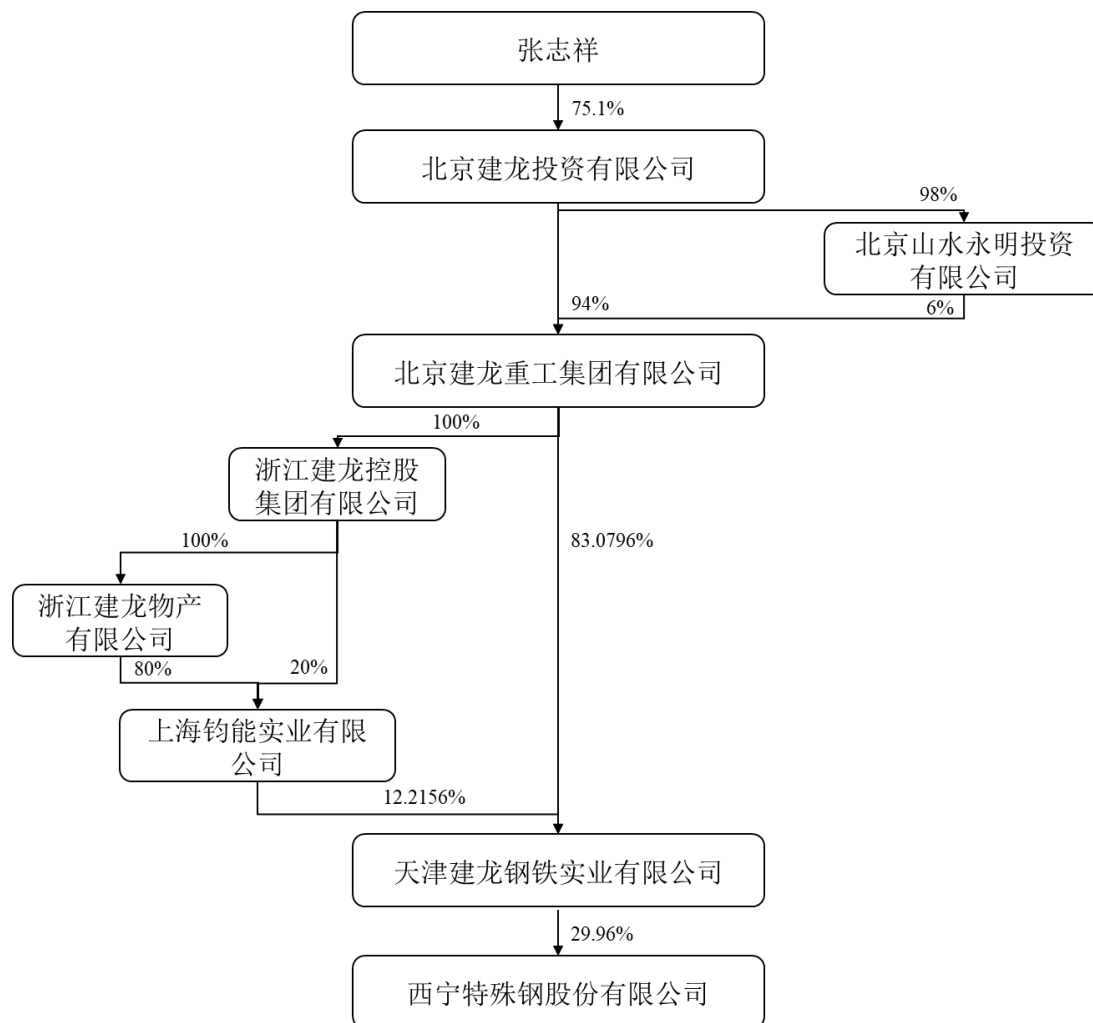 张志祥
75.1%
北京建龙投资有限公司
98%
北京山水永明投资
有限公司
94%
6%
北京建龙重工集团有限公司
100%
浙江建龙控股
集团有限公司
100%
83.0796%
浙江建龙物产
有限公司
80%
20%
上海钧能实业有限
公司
12.2156%
天津建龙钢铁实业有限公司
29.96%
西宁特殊钢股份有限公司